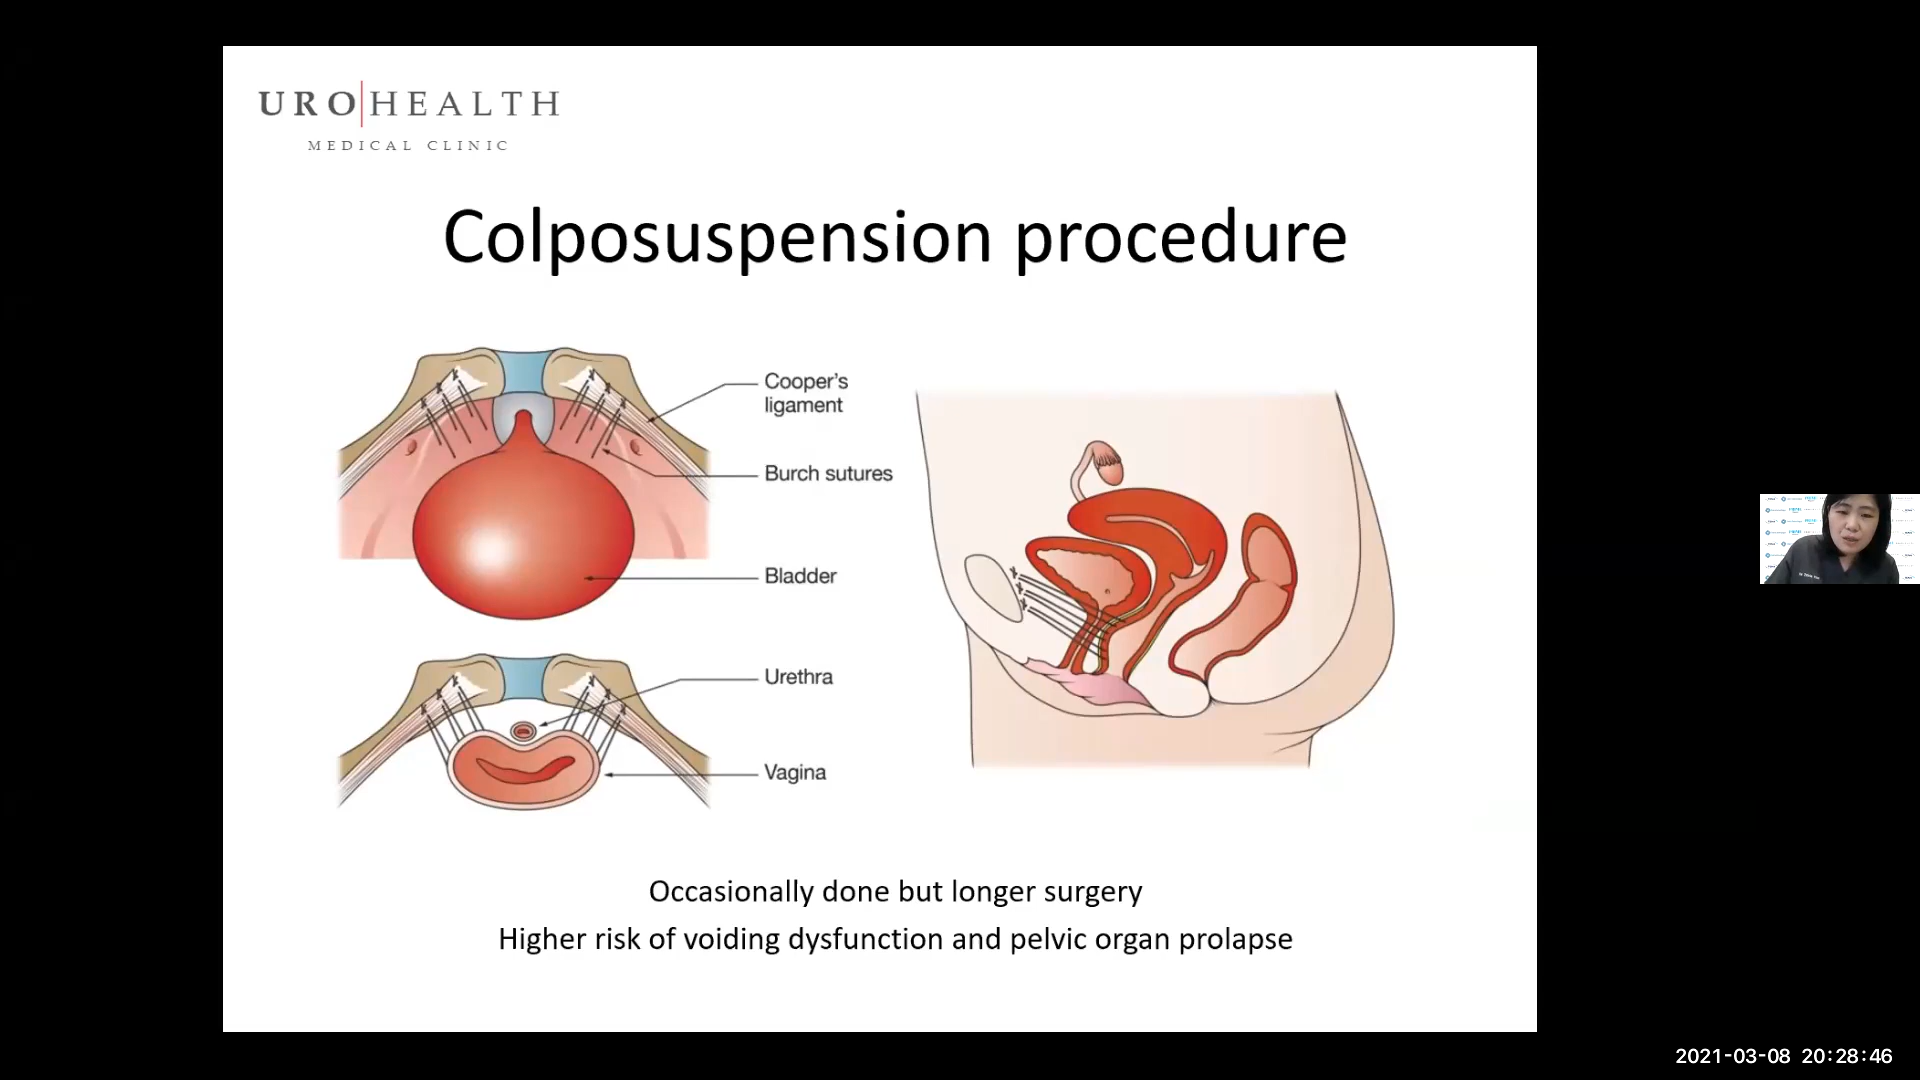 URO|HEALTH
MEDICAL CLINIC
Colposuspension procedure
Cooper's
ligament
Burch sutures
Bladder
Urethra
Vagina
Occasionally done but longer surgery
Higher risk of voiding dysfunction and pelvic organ prolapse
2021-03-08 20:28:46